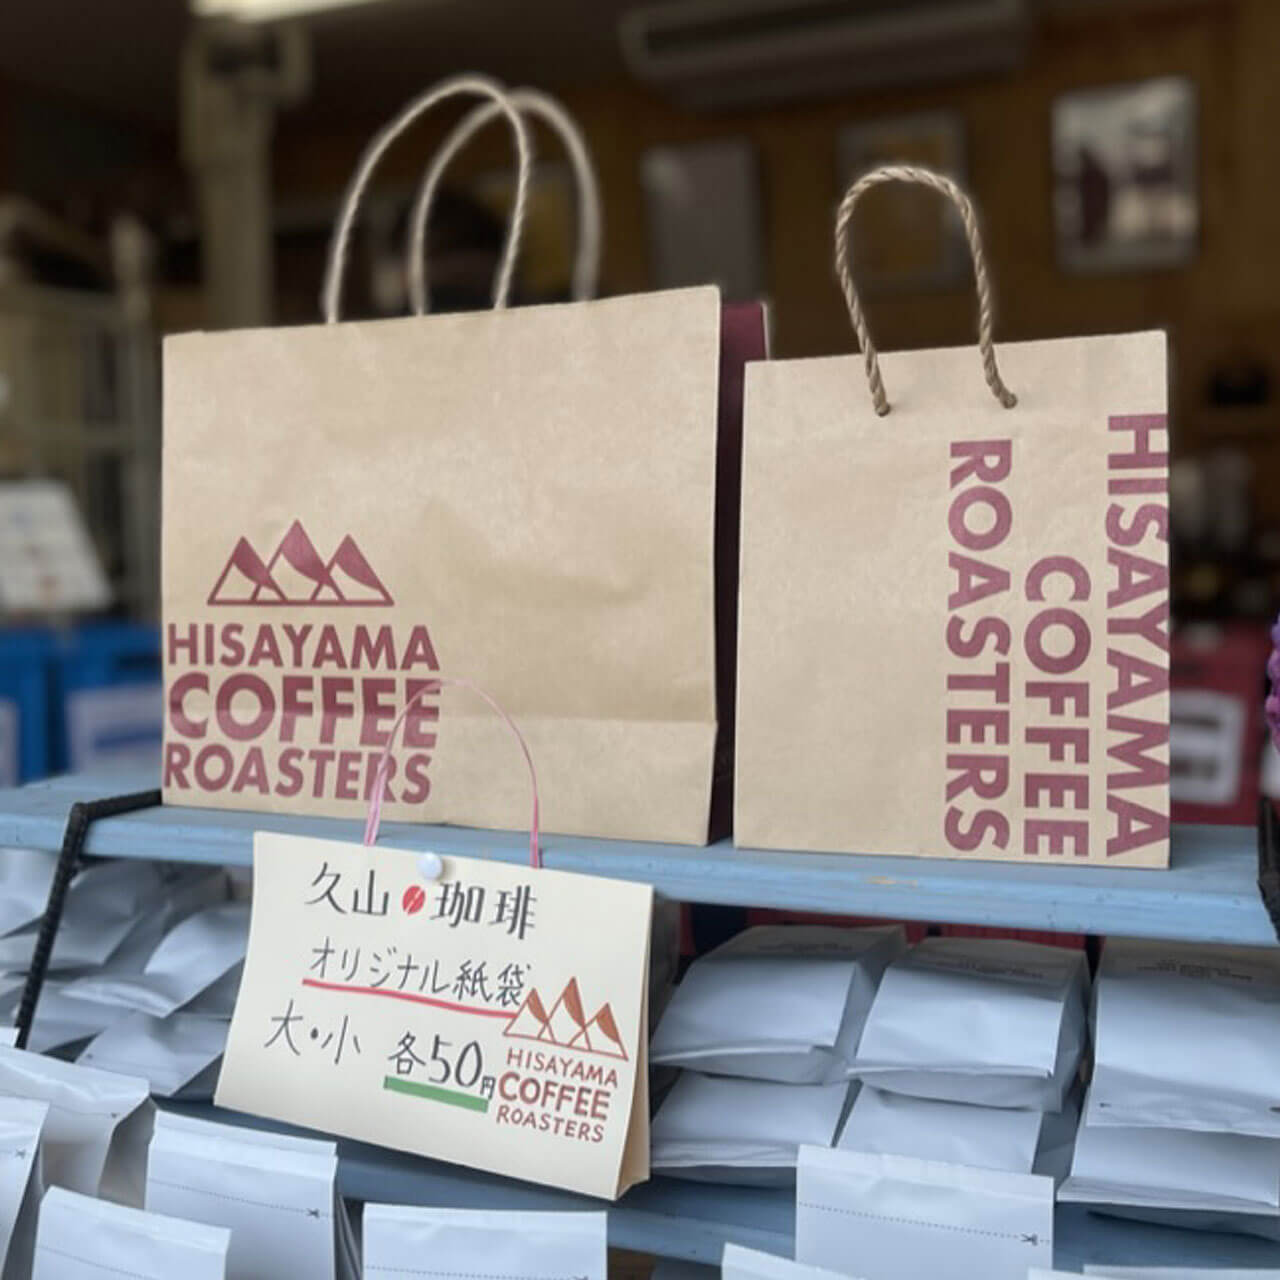 HISAYAMA
COFFEE
ROASTERS
HISAYAMA
COFFEE
ROASTERS
久山珈琲
オリジナル紙袋
大・小 各50円
HISAYAMA
COFFEE
ROASTERS